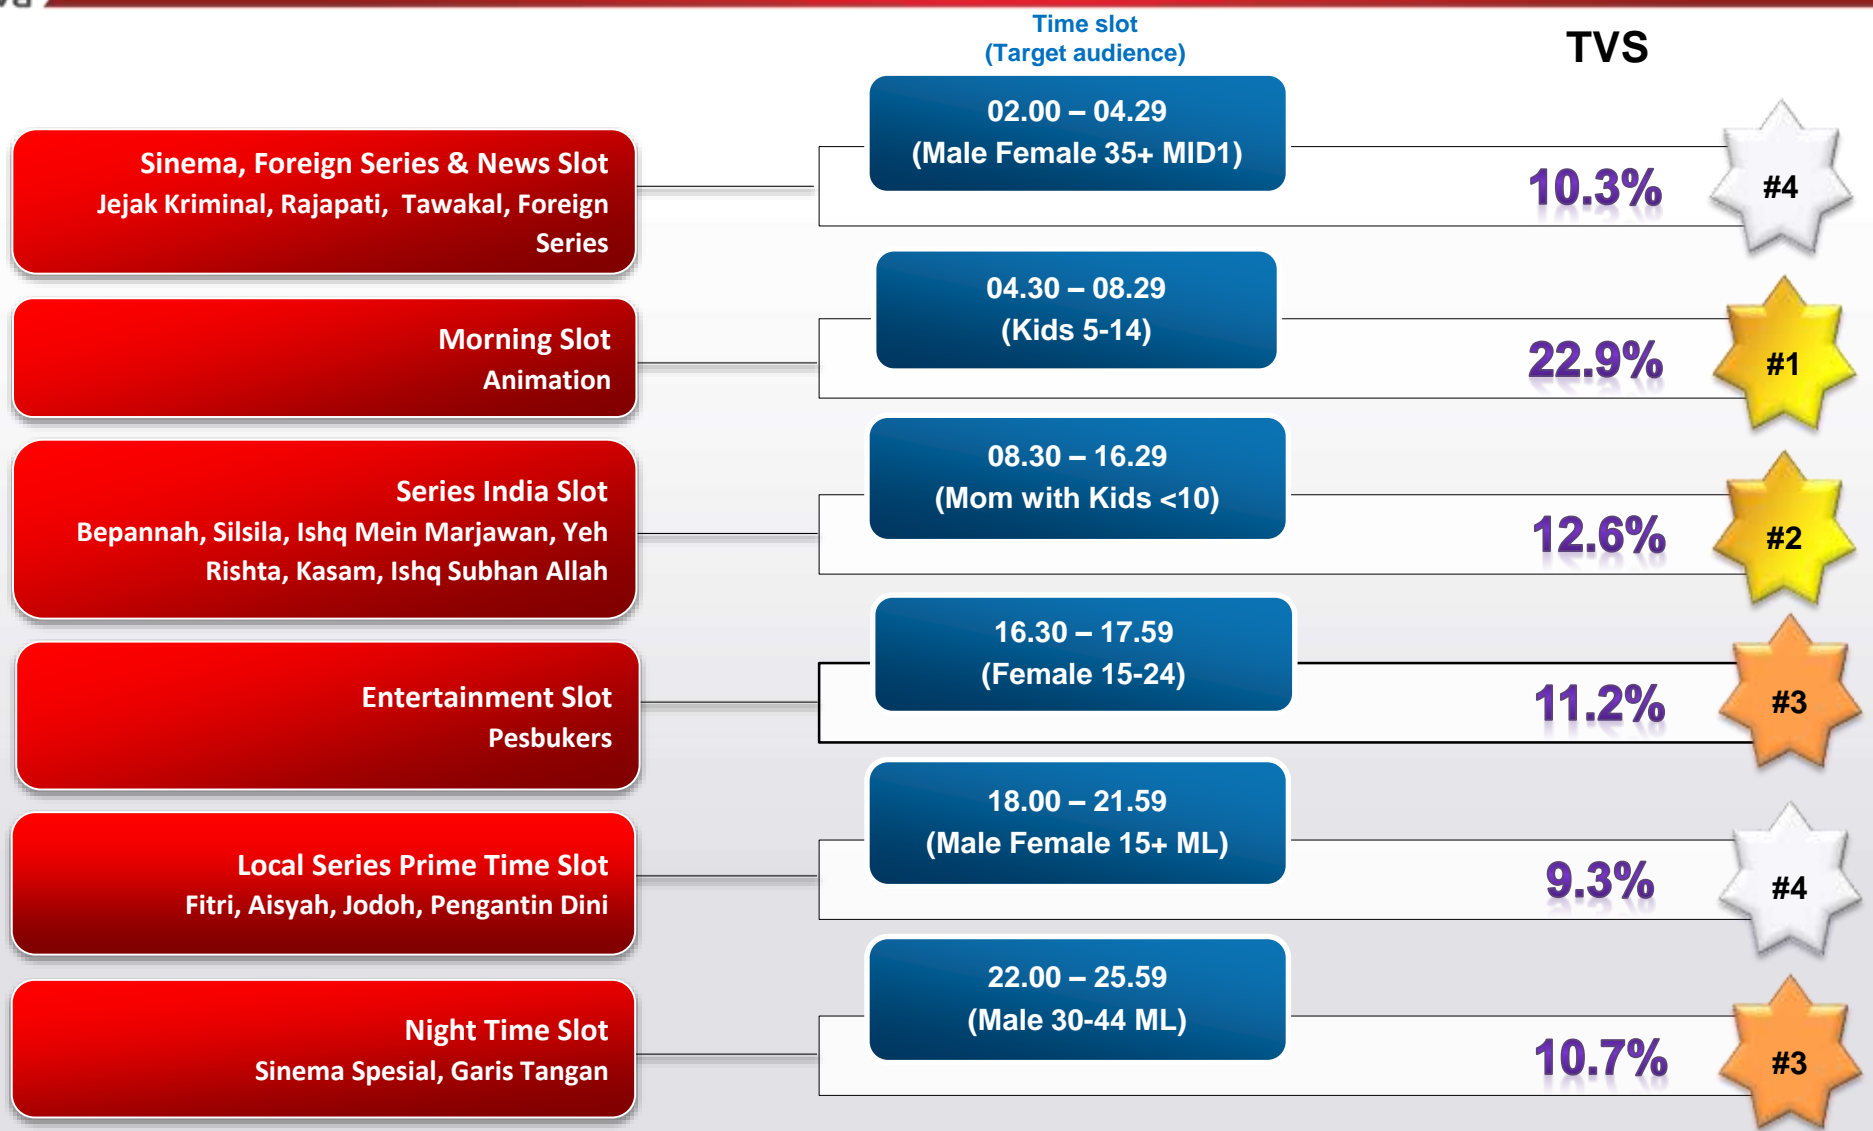 Time slot
(Target audience)
TVS
Sinema, Foreign Series & News Slot
Jejak Kriminal, Rajapati, Tawakal, Foreign
Series
02.00 – 04.29
(Male Female 35+ MID1)
10.3%
#4
Morning Slot
Animation
04.30 – 08.29
(Kids 5-14)
22.9%
#1
Series India Slot
Bepannah, Silsila, Ishq Mein Marjawan, Yeh
Rishta, Kasam, Ishq Subhan Allah
08.30 – 16.29
(Mom with Kids <10)
12.6%
#2
Entertainment Slot
Pesbukers
16.30 – 17.59
(Female 15-24)
11.2%
#3
Local Series Prime Time Slot
Fitri, Aisyah, Jodoh, Pengantin Dini
18.00 – 21.59
(Male Female 15+ ML)
9.3%
#4
Night Time Slot
Sinema Spesial, Garis Tangan
22.00 – 25.59
(Male 30-44 ML)
10.7%
#3